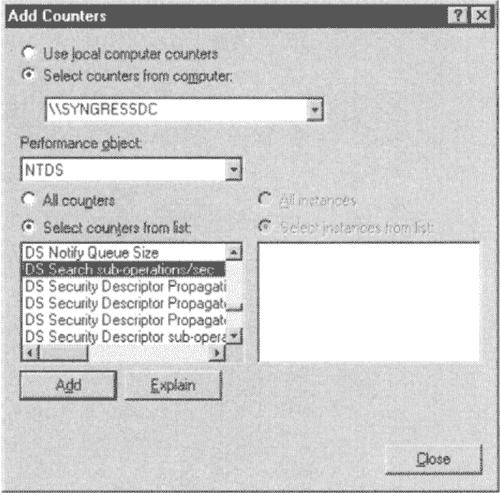 Add Counters
Use local computer counters
Select counters from computer:
\\SYNGRESSDC
Performance object:
NTDS
All counters
All instances
Select counters from list:
Select instances from list:
DS Notify Queue Size
DS Search sub-operations/sec
DS Security Descriptor Propagati
DS Security Descriptor Propagat
DS Security Descriptor Propagat
DS Security Descriptor sub-opera
Add
Explain
Close